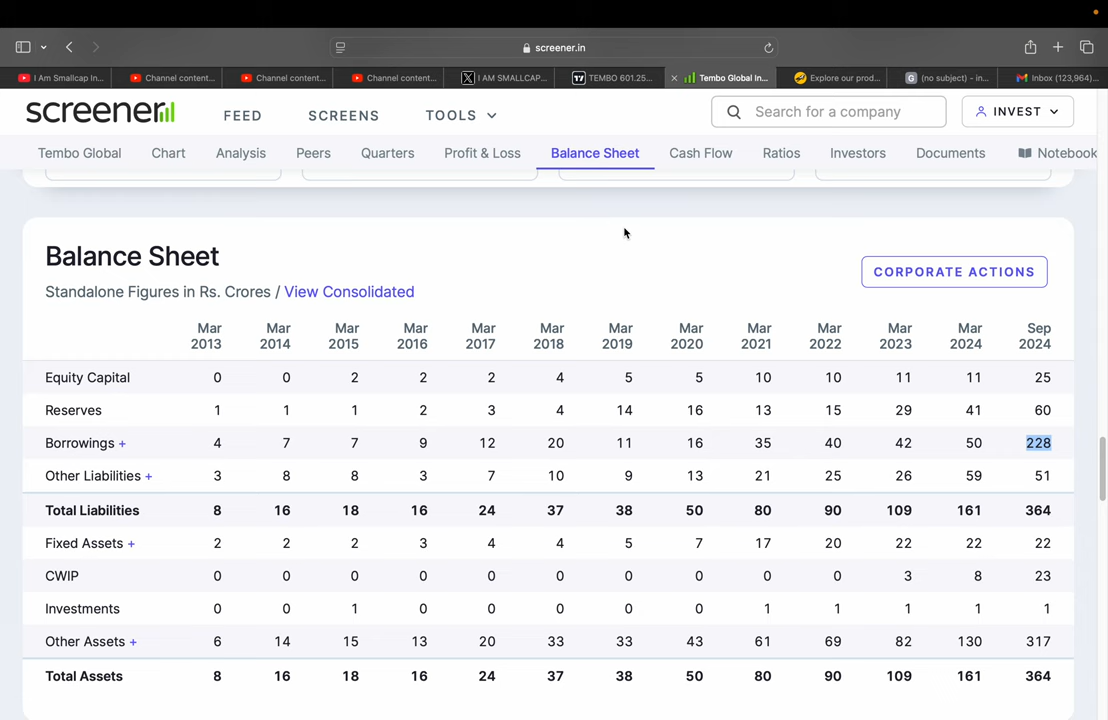 screener.in
I Am Smallcap In...
Channel content...
Channel content...
Channel content...
I AM SMALLCAP...
TEMBO 601.25...
Tembo Global In...
Explore our prod...
(no subject) - in...
Inbox (123,964)...
screener
FEED
SCREENS
TOOLS
Search for a company
INVEST
Tembo Global
Chart
Analysis
Peers
Quarters
Profit & Loss
Balance Sheet
Cash Flow
Ratios
Investors
Documents
Notebook
Balance Sheet
CORPORATE ACTIONS
Standalone Figures in Rs. Crores / View Consolidated
Mar Mar Mar Mar Mar Mar Mar Mar Mar Mar Mar Mar Sep
2013 2014 2015 2016 2017 2018 2019 2020 2021 2022 2023 2024 2024
Equity Capital 0 0 2 2 2 4 5 5 10 10 11 11 25
Reserves 1 1 1 2 3 4 14 16 13 15 29 41 60
Borrowings + 4 7 7 9 12 20 11 16 35 40 42 50 228
Other Liabilities + 3 8 8 3 7 10 9 13 21 25 26 59 51
Total Liabilities 8 16 18 16 24 37 38 50 80 90 109 161 364
Fixed Assets + 2 2 2 3 4 4 5 7 17 20 22 22 22
CWIP 0 0 0 0 0 0 0 0 0 0 3 8 23
Investments 0 0 1 0 0 0 0 0 1 1 1 1 1
Other Assets + 6 14 15 13 20 33 33 43 61 69 82 130 317
Total Assets 8 16 18 16 24 37 38 50 80 90 109 161 364